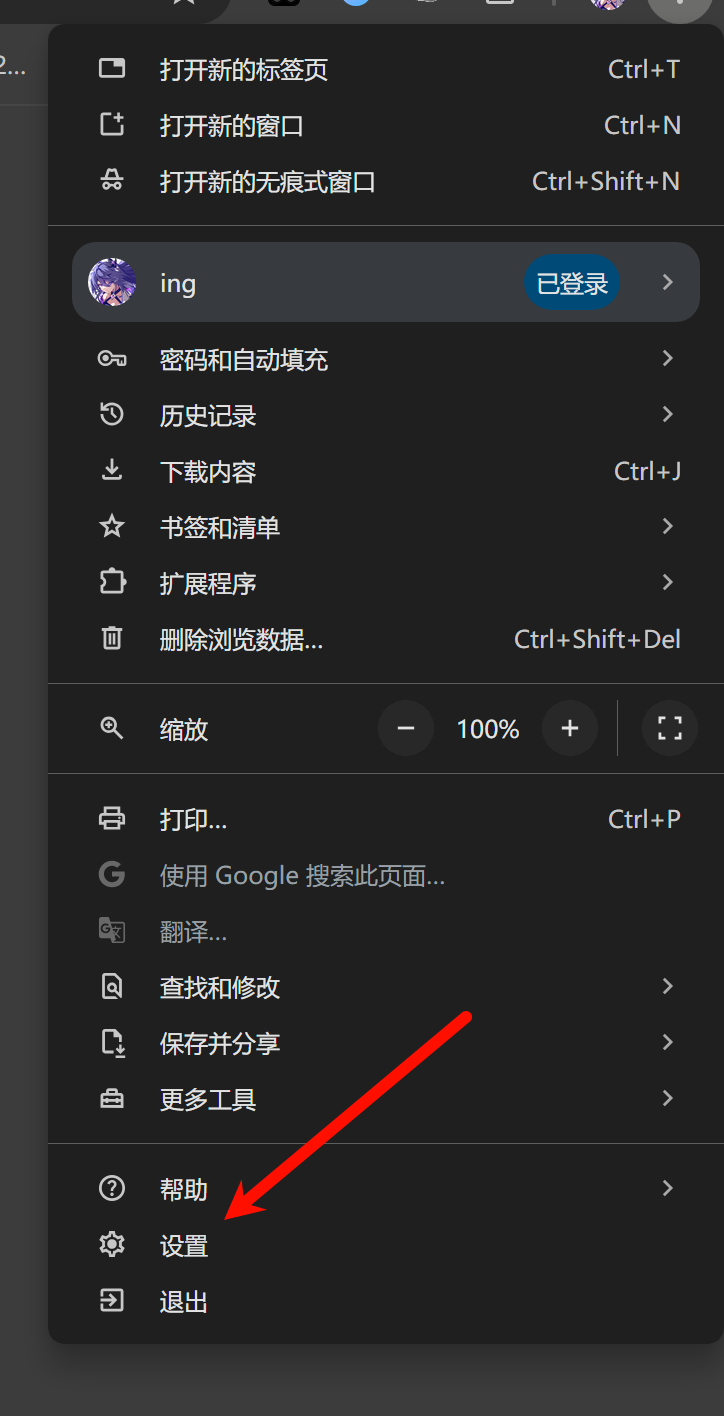 2...
打开新的标签页 Ctrl+T
打开新的窗口 Ctrl+N
打开新的无痕式窗口 Ctrl+Shift+N
ing 已登录
密码和自动填充
历史记录
下载内容 Ctrl+J
书签和清单
扩展程序
删除浏览数据... Ctrl+Shift+Del
缩放 − 100% +
打印... Ctrl+P
使用 Google 搜索此页面...
翻译...
查找和修改
保存并分享
更多工具
帮助
设置
退出